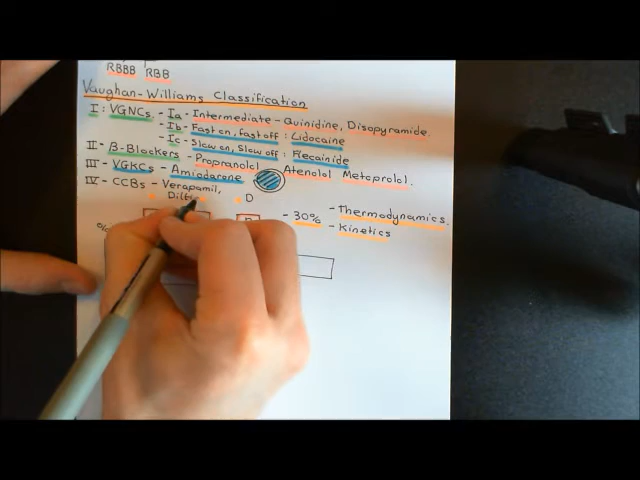 RBBB RBB
Vaughan-Williams Classification
I: VGNCs - Ia - Intermediate - Quinidine, Disopyramide.
- Ib - Fast on, fast off : Lidocaine
- Ic - Slow on, Slow off : Flecainide
II - β-Blockers - Propranolol Atenolol Metoprolol.
III - VGKCs - Amiodarone
IV - CCBs - Verapamil,
Dilt
D
- 30% - Thermodynamics.
- Kinetics